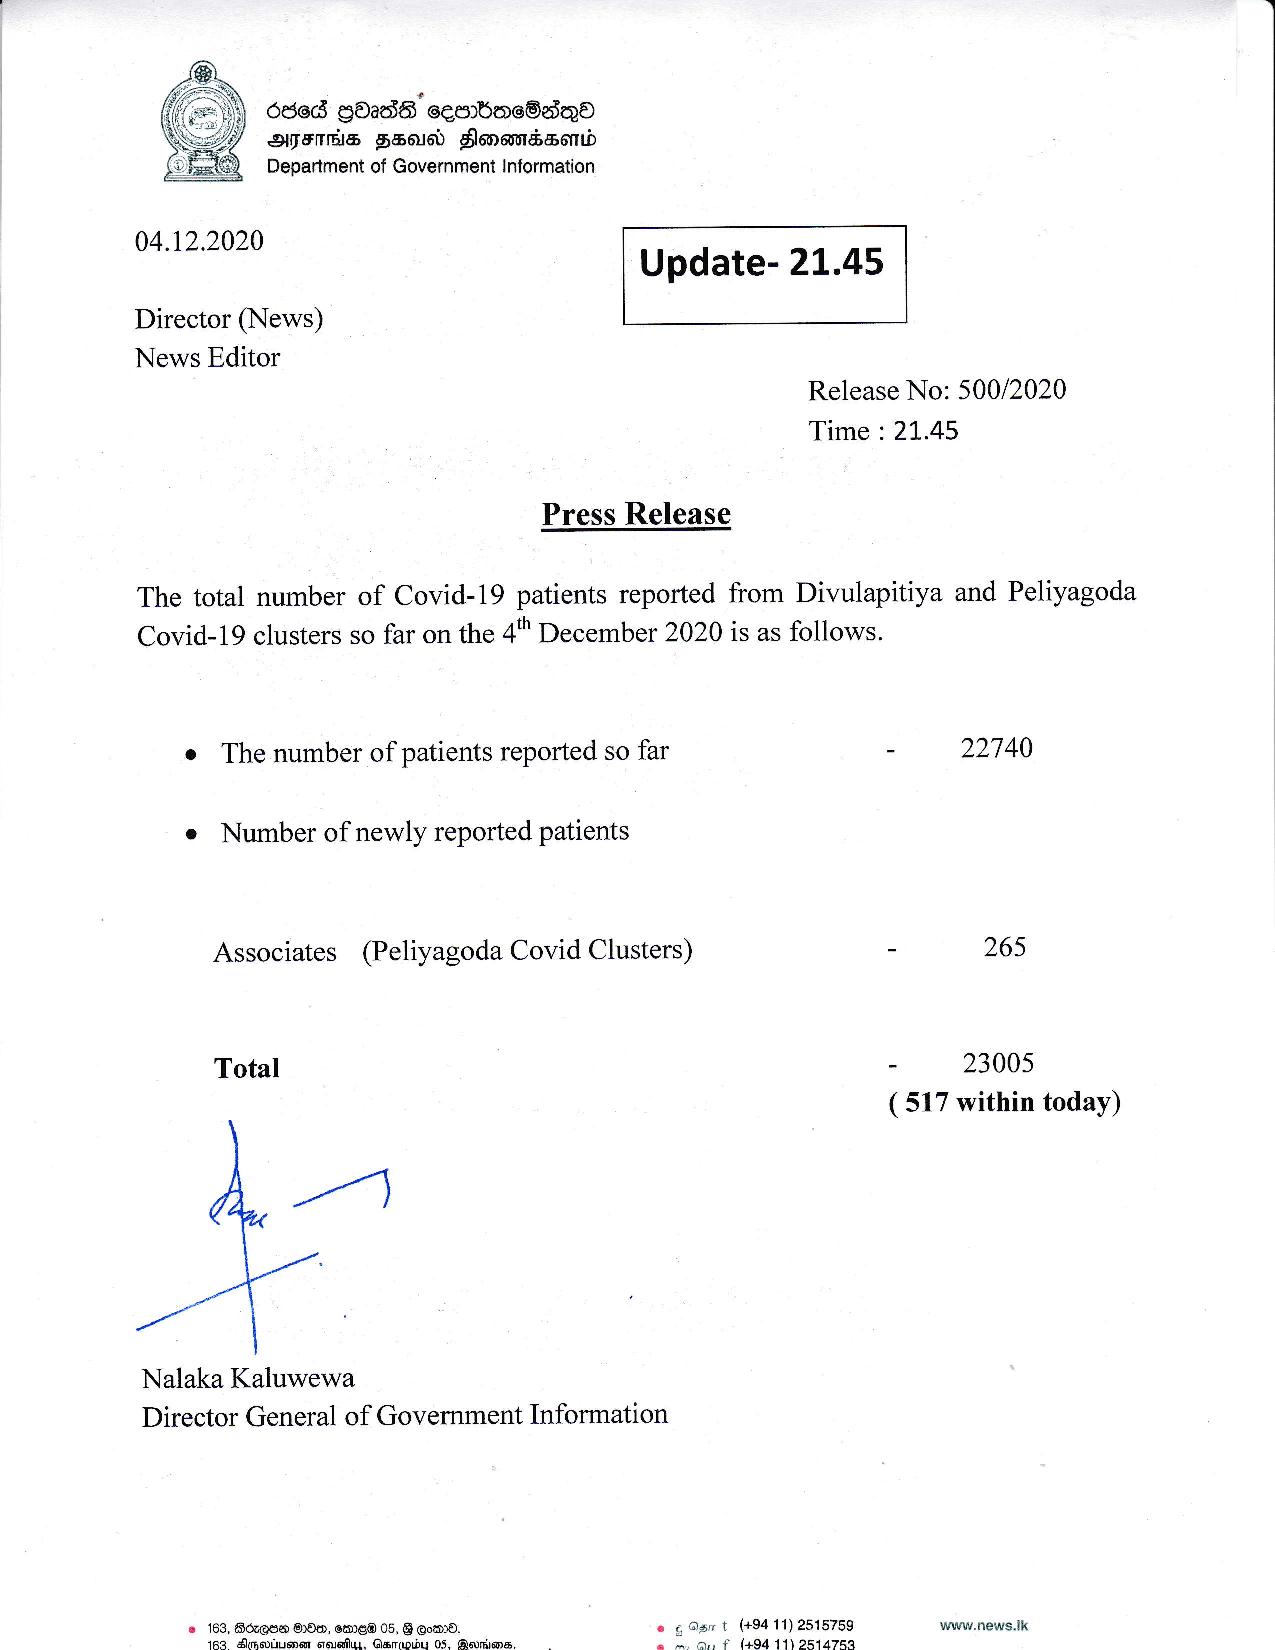 රජයේ ප්‍රවෘත්ති දෙපාර්තමේන්තුව
அரசாங்க தகவல் திணைக்களம்
Department of Government Information
04.12.2020
Update- 21.45
Director (News)
News Editor
Release No: 500/2020
Time : 21.45
Press Release
The total number of Covid-19 patients reported from Divulapitiya and Peliyagoda
Covid-19 clusters so far on the 4th December 2020 is as follows.
• The number of patients reported so far - 22740
• Number of newly reported patients
Associates (Peliyagoda Covid Clusters) - 265
Total - 23005
( 517 within today)
Nalaka Kaluwewa
Director General of Government Information
• 163, කිරුලපන මාවත, කොළඹ 05, ශ්‍රී ලංකාව.
163, கிருலப்பனை எவனியூ, கொழும்பு 05, இலங்கை.
t (+94 11) 2515759
f (+94 11) 2514753
www.news.lk